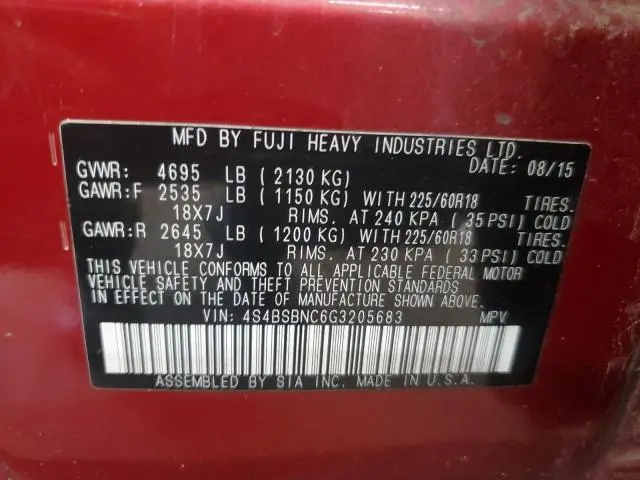 MFD BY FUJI HEAVY INDUSTRIES LTD.
DATE: 08/15
GVWR: 4695 LB (2130 KG)
GAWR:F 2535 LB (1150 KG) WITH 225/60R18 TIRES.
18X7J RIMS. AT 240 KPA (35 PSI) COLD
GAWR:R 2645 LB (1200 KG) WITH 225/60R18 TIRES.
18X7J RIMS. AT 230 KPA (33 PSI) COLD
THIS VEHICLE CONFORMS TO ALL APPLICABLE FEDERAL MOTOR
VEHICLE SAFETY AND THEFT PREVENTION STANDARDS
IN EFFECT ON THE DATE OF MANUFACTURE SHOWN ABOVE.
VIN: 4S4BSBNC6G3205683 MPV
ASSEMBLED BY SIA INC. MADE IN U.S.A.